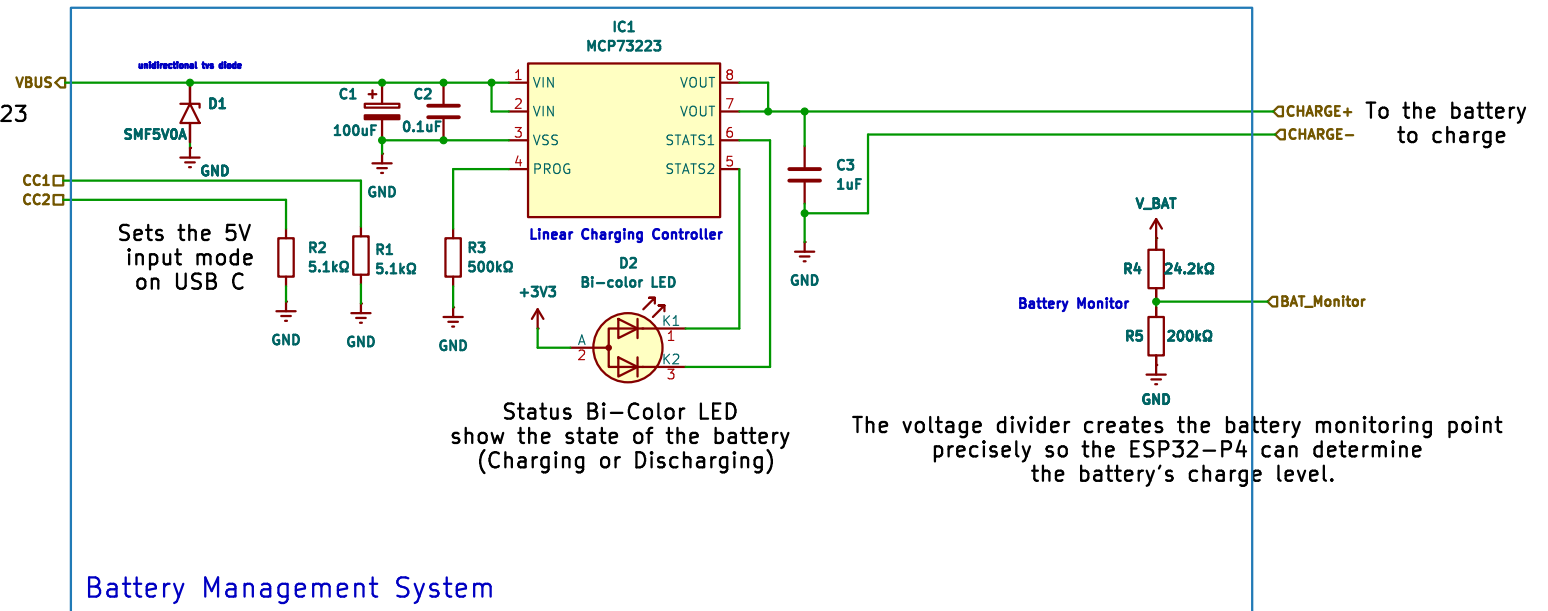 IC1
MCP73223
unidirectional tvs diode
VBUS
23
D1
SMF5V0A
GND
C1
+
100uF
C2
0.1uF
GND
1
VIN
2
VIN
3
VSS
4
PROG
VOUT
8
VOUT
7
STATS1
6
STATS2
5
Linear Charging Controller
C3
1uF
GND
CHARGE+
CHARGE-
To the battery
to charge
CC1
CC2
Sets the 5V
input mode
on USB C
R2
5.1kΩ
GND
R1
5.1kΩ
GND
R3
500kΩ
GND
D2
Bi-color LED
+3V3
A
2
K1
1
K2
3
Status Bi-Color LED
show the state of the battery
(Charging or Discharging)
V_BAT
R4
24.2kΩ
Battery Monitor
BAT_Monitor
R5
200kΩ
GND
The voltage divider creates the battery monitoring point
precisely so the ESP32-P4 can determine
the battery's charge level.
Battery Management System